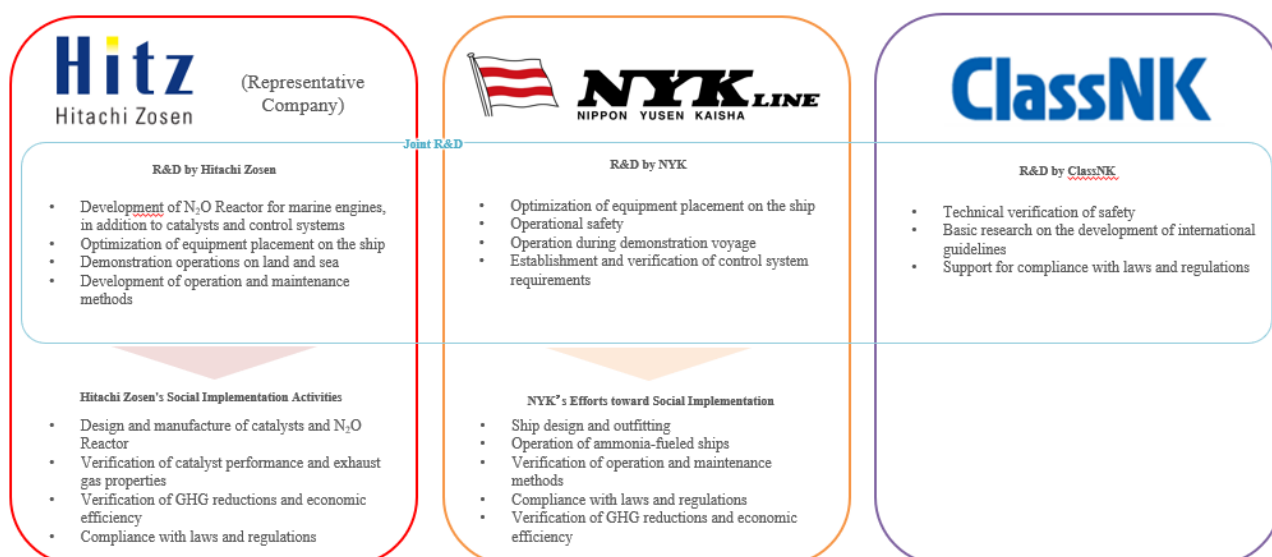 Hitz
Hitachi Zosen
(Representative
Company)
NYK LINE
NIPPON YUSEN KAISHA
ClassNK
Joint R&D
R&D by Hitachi Zosen
• Development of N₂O Reactor for marine engines,
in addition to catalysts and control systems
• Optimization of equipment placement on the ship
• Demonstration operations on land and sea
• Development of operation and maintenance
methods
R&D by NYK
• Optimization of equipment placement on the ship
• Operational safety
• Operation during demonstration voyage
• Establishment and verification of control system
requirements
R&D by ClassNK
• Technical verification of safety
• Basic research on the development of international
guidelines
• Support for compliance with laws and regulations
Hitachi Zosen's Social Implementation Activities
• Design and manufacture of catalysts and N₂O
Reactor
• Verification of catalyst performance and exhaust
gas properties
• Verification of GHG reductions and economic
efficiency
• Compliance with laws and regulations
NYK's Efforts toward Social Implementation
• Ship design and outfitting
• Operation of ammonia-fueled ships
• Verification of operation and maintenance
methods
• Compliance with laws and regulations
• Verification of GHG reductions and economic
efficiency